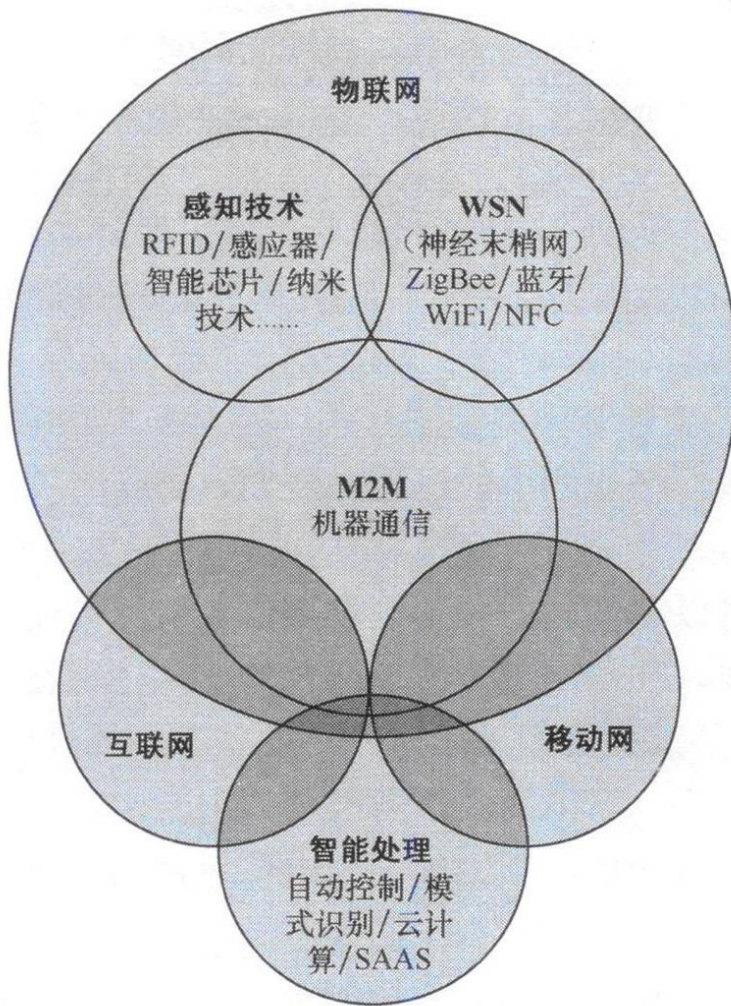 物联网
感知技术
RFID/感应器/
智能芯片/纳米
技术......
WSN
（神经末梢网）
ZigBee/蓝牙/
WiFi/NFC
M2M
机器通信
互联网
移动网
智能处理
自动控制/模
式识别/云计
算/SAAS